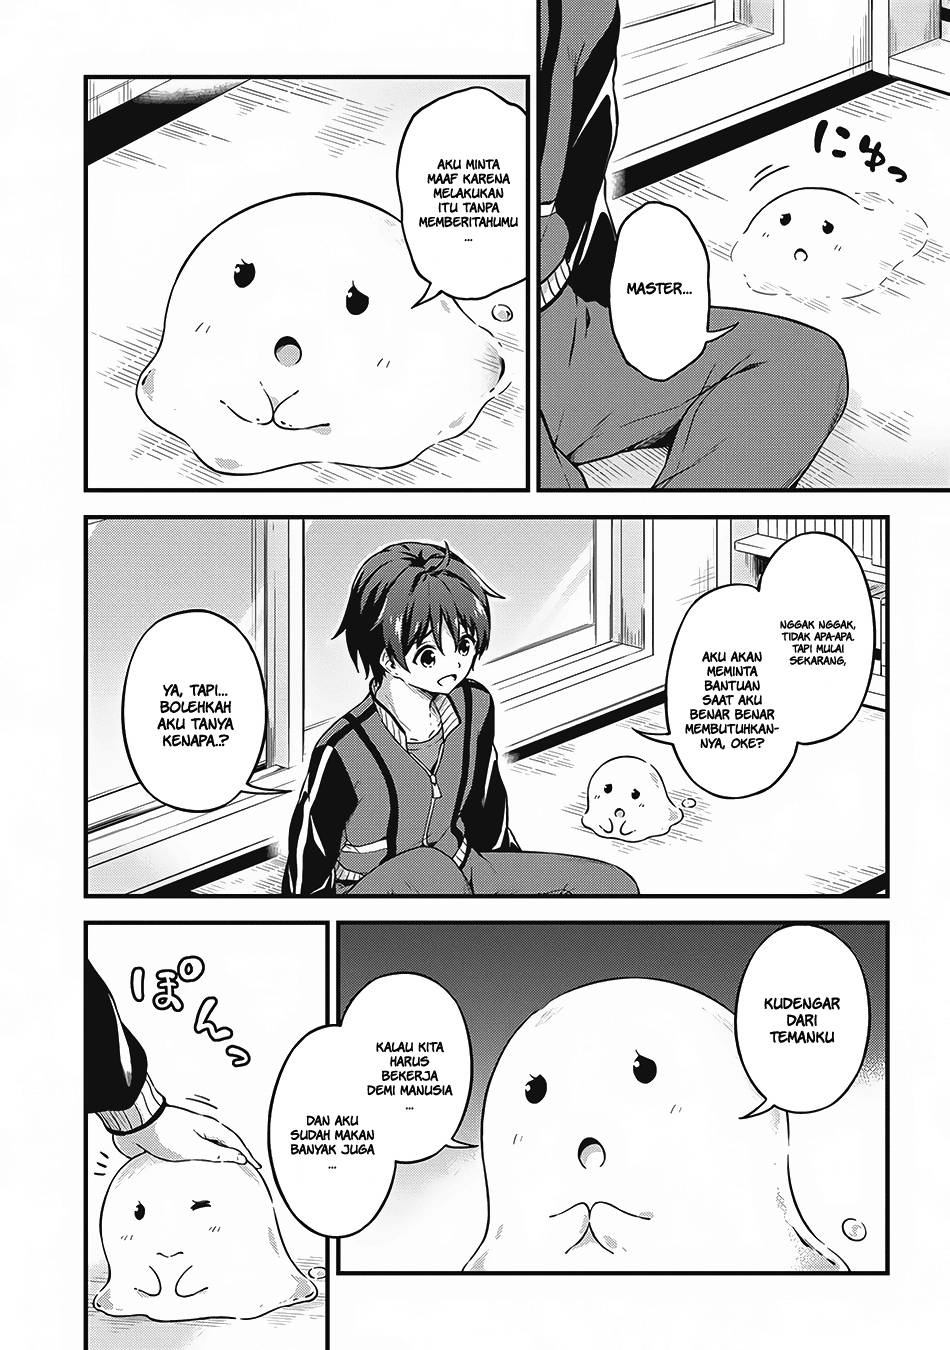 にゅっ
MASTER...
AKU MINTA
MAAF KARENA
MELAKUKAN
ITU TANPA
MEMBERITAHUMU
...
NGGAK NGGAK,
TIDAK APA-APA.
TAPI MULAI
SEKARANG,
AKU AKAN
MEMINTA
BANTUAN
SAAT AKU
BENAR BENAR
MEMBUTUHKAN-
NYA, OKE?
YA, TAPI...
BOLEHKAH
AKU TANYA
KENAPA..?
KUDENGAR
DARI
TEMANKU
KALAU KITA
HARUS
BEKERJA
DEMI MANUSIA
...
DAN AKU
SUDAH MAKAN
BANYAK JUGA
...
ぽんっ